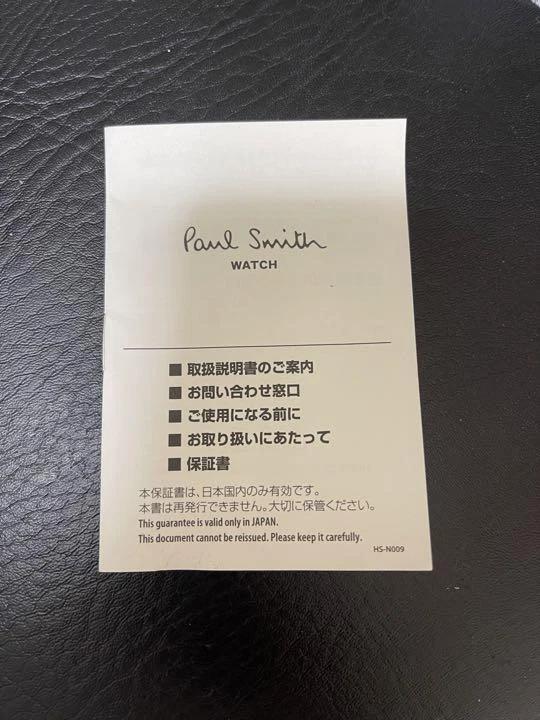 Paul Smith
WATCH
■ 取扱説明書のご案内
■ お問い合わせ窓口
■ ご使用になる前に
■ お取り扱いにあたって
■ 保証書
本保証書は、日本国内のみ有効です。
本書は再発行できません。大切に保管ください。
This guarantee is valid only in JAPAN.
This document cannot be reissued. Please keep it carefully.
HS-N009